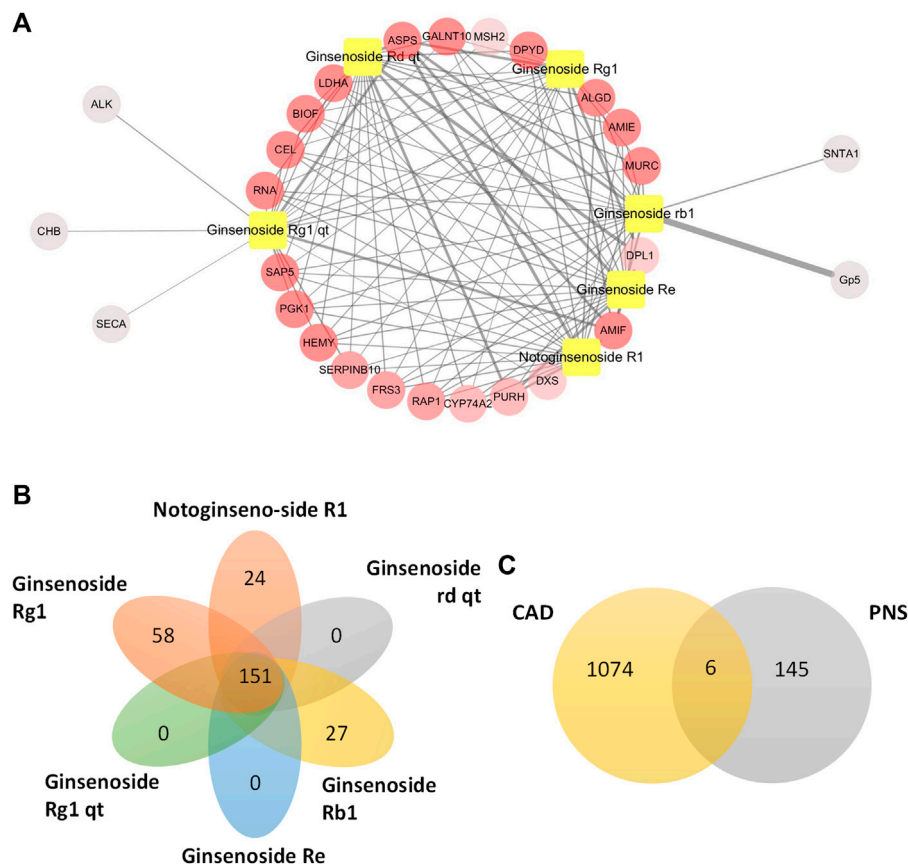 A
ASPS
GALNT10
MSH2
Ginsenoside Rd qt
DPYD
Ginsenoside Rg1
LDHA
ALGD
ALK
BIOF
AMIE
CEL
MURC
SNTA1
RNA
Ginsenoside rb1
CHB
Ginsenoside Rg1 qt
DPL1
SAP5
Gp5
Ginsenoside Re
PGK1
SECA
AMIF
HEMY
Notoginsenoside R1
SERPINB10
DXS
FRS3
PURH
RAP1
CYP74A2
B
Notoginseno-side R1
Ginsenoside
rd qt
24
Ginsenoside
Rg1
58
0
151
0
27
Ginsenoside
Rg1 qt
0
Ginsenoside
Rb1
Ginsenoside Re
C
CAD
PNS
1074
6
145